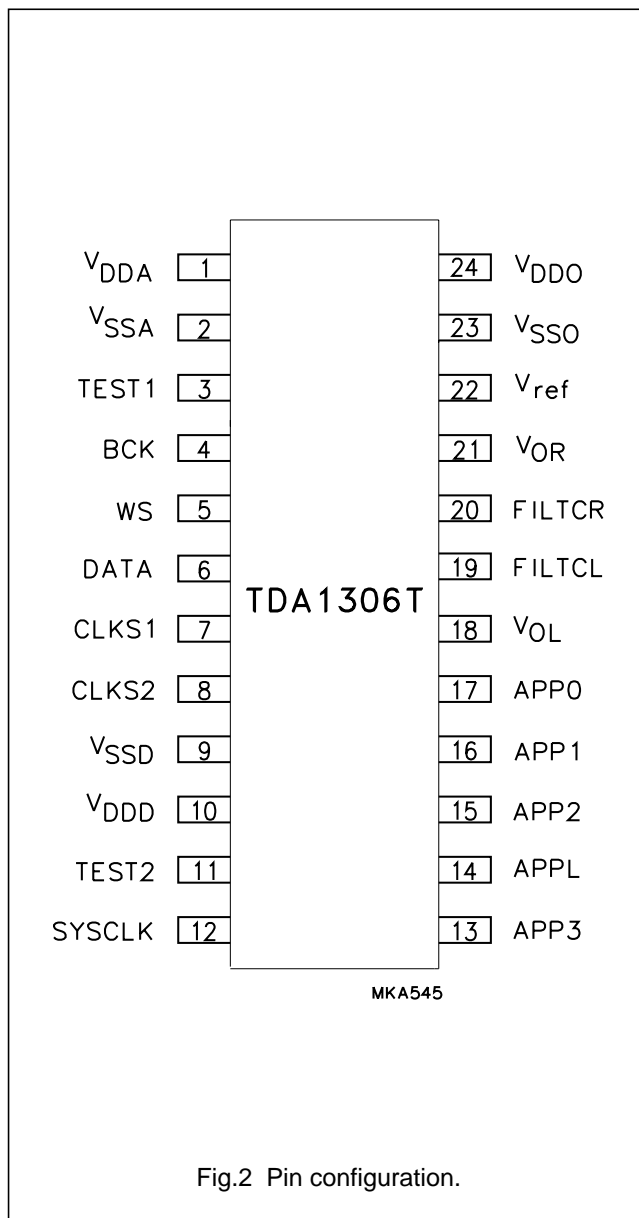 VDDA 1 24 VDDO
VSSA 2 23 VSSO
TEST1 3 22 Vref
BCK 4 21 VOR
WS 5 20 FILTCR
DATA 6 19 FILTCL
TDA1306T
CLKS1 7 18 VOL
CLKS2 8 17 APP0
VSSD 9 16 APP1
VDDD 10 15 APP2
TEST2 11 14 APPL
SYSCLK 12 13 APP3
MKA545
Fig.2 Pin configuration.